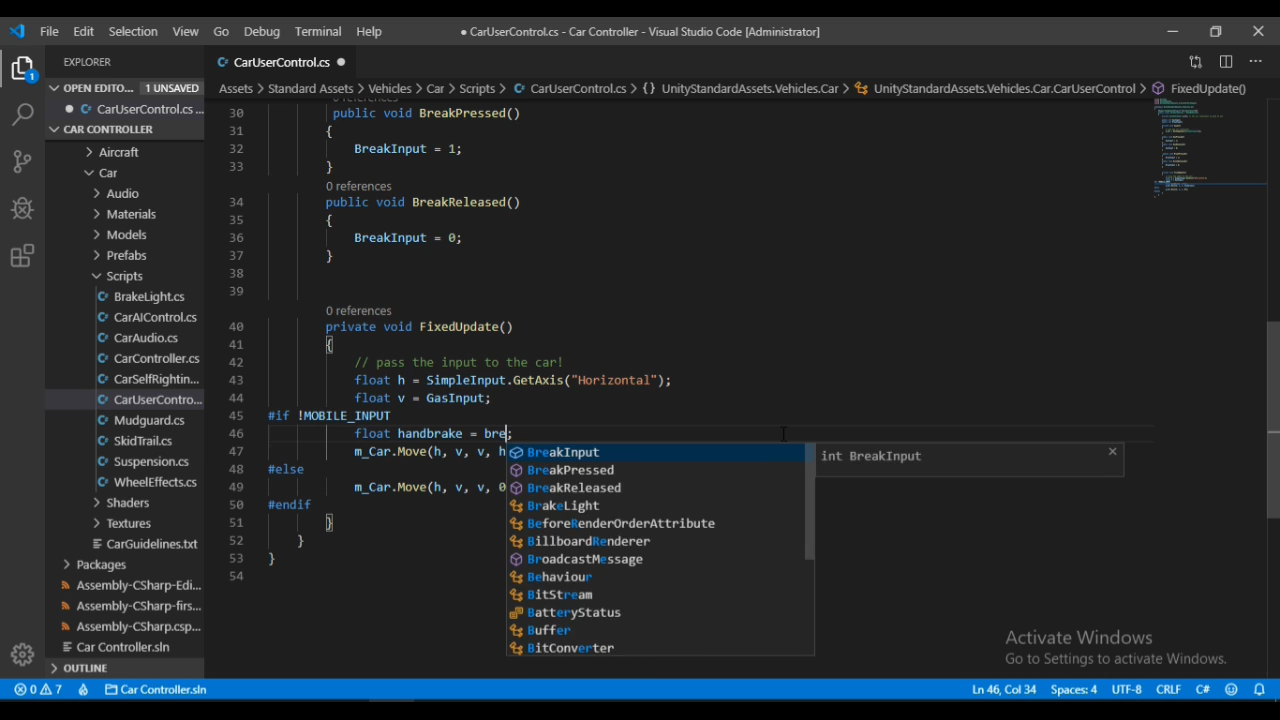 File Edit Selection View Go Debug Terminal Help
● CarUserControl.cs - Car Controller - Visual Studio Code [Administrator]
EXPLORER
CarUserControl.cs
OPEN EDITO... 1 UNSAVED
CarUserControl.cs ...
CAR CONTROLLER
Aircraft
Car
Audio
Materials
Models
Prefabs
Scripts
BrakeLight.cs
CarAIControl.cs
CarAudio.cs
CarController.cs
CarSelfRightin...
CarUserContro...
Mudguard.cs
SkidTrail.cs
Suspension.cs
WheelEffects.cs
Shaders
Textures
CarGuidelines.txt
Packages
Assembly-CSharp-Edi...
Assembly-CSharp-firs...
Assembly-CSharp.csp...
Car Controller.sln
OUTLINE
1
Assets > Standard Assets > Vehicles > Car > Scripts > CarUserControl.cs > {} UnityStandardAssets.Vehicles.Car > UnityStandardAssets.Vehicles.Car.CarUserControl > FixedUpdate()
0 references
30 public void BreakPressed()
31 {
32 BreakInput = 1;
33 }
0 references
34 public void BreakReleased()
35 {
36 BreakInput = 0;
37 }
38
39
0 references
40 private void FixedUpdate()
41 {
42 // pass the input to the car!
43 float h = SimpleInput.GetAxis("Horizontal");
44 float v = GasInput;
45 #if !MOBILE_INPUT
46 float handbrake = bre;
47 m_Car.Move(h, v, v, h
48 #else
49 m_Car.Move(h, v, v, 0
50 #endif
51 }
52 }
53 }
54
BreakInput
BreakPressed
BreakReleased
BrakeLight
BeforeRenderOrderAttribute
BillboardRenderer
BroadcastMessage
Behaviour
BitStream
BatteryStatus
Buffer
BitConverter
int BreakInput
Activate Windows
Go to Settings to activate Windows.
0 7 Car Controller.sln
Ln 46, Col 34 Spaces: 4 UTF-8 CRLF C#